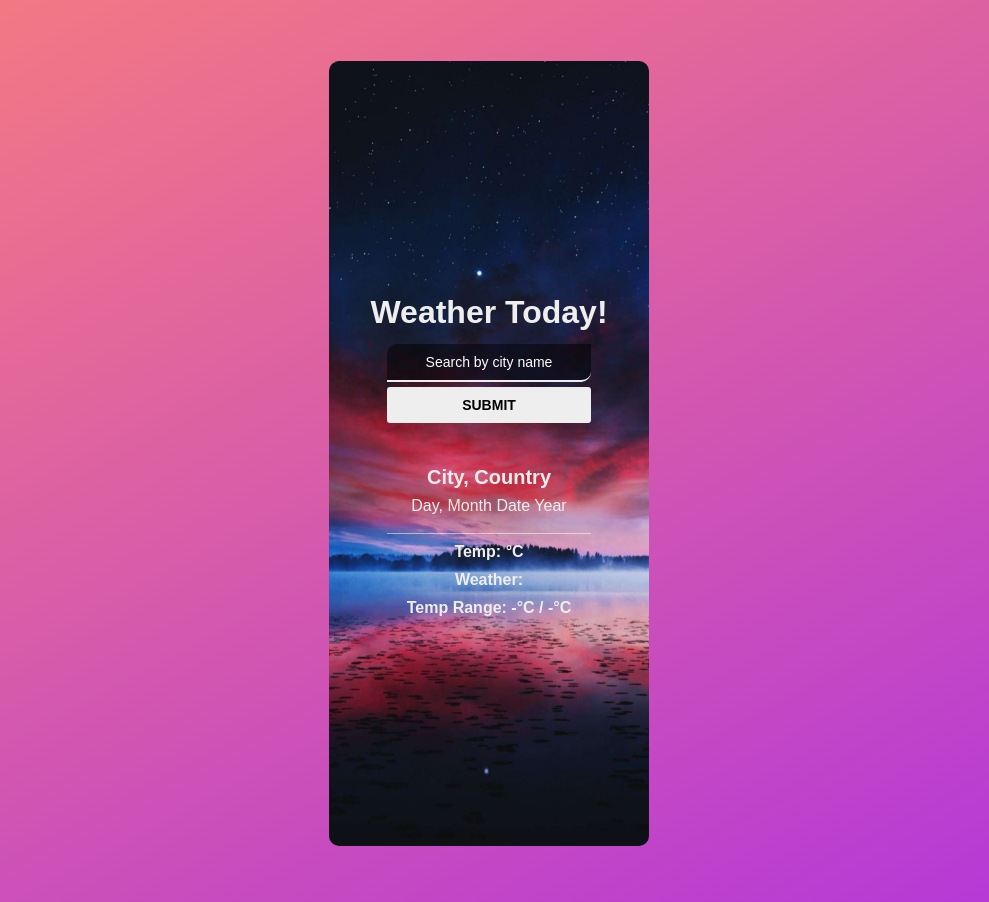 Weather Today!
Search by city name
SUBMIT
City, Country
Day, Month Date Year
Temp: °C
Weather:
Temp Range: -°C / -°C